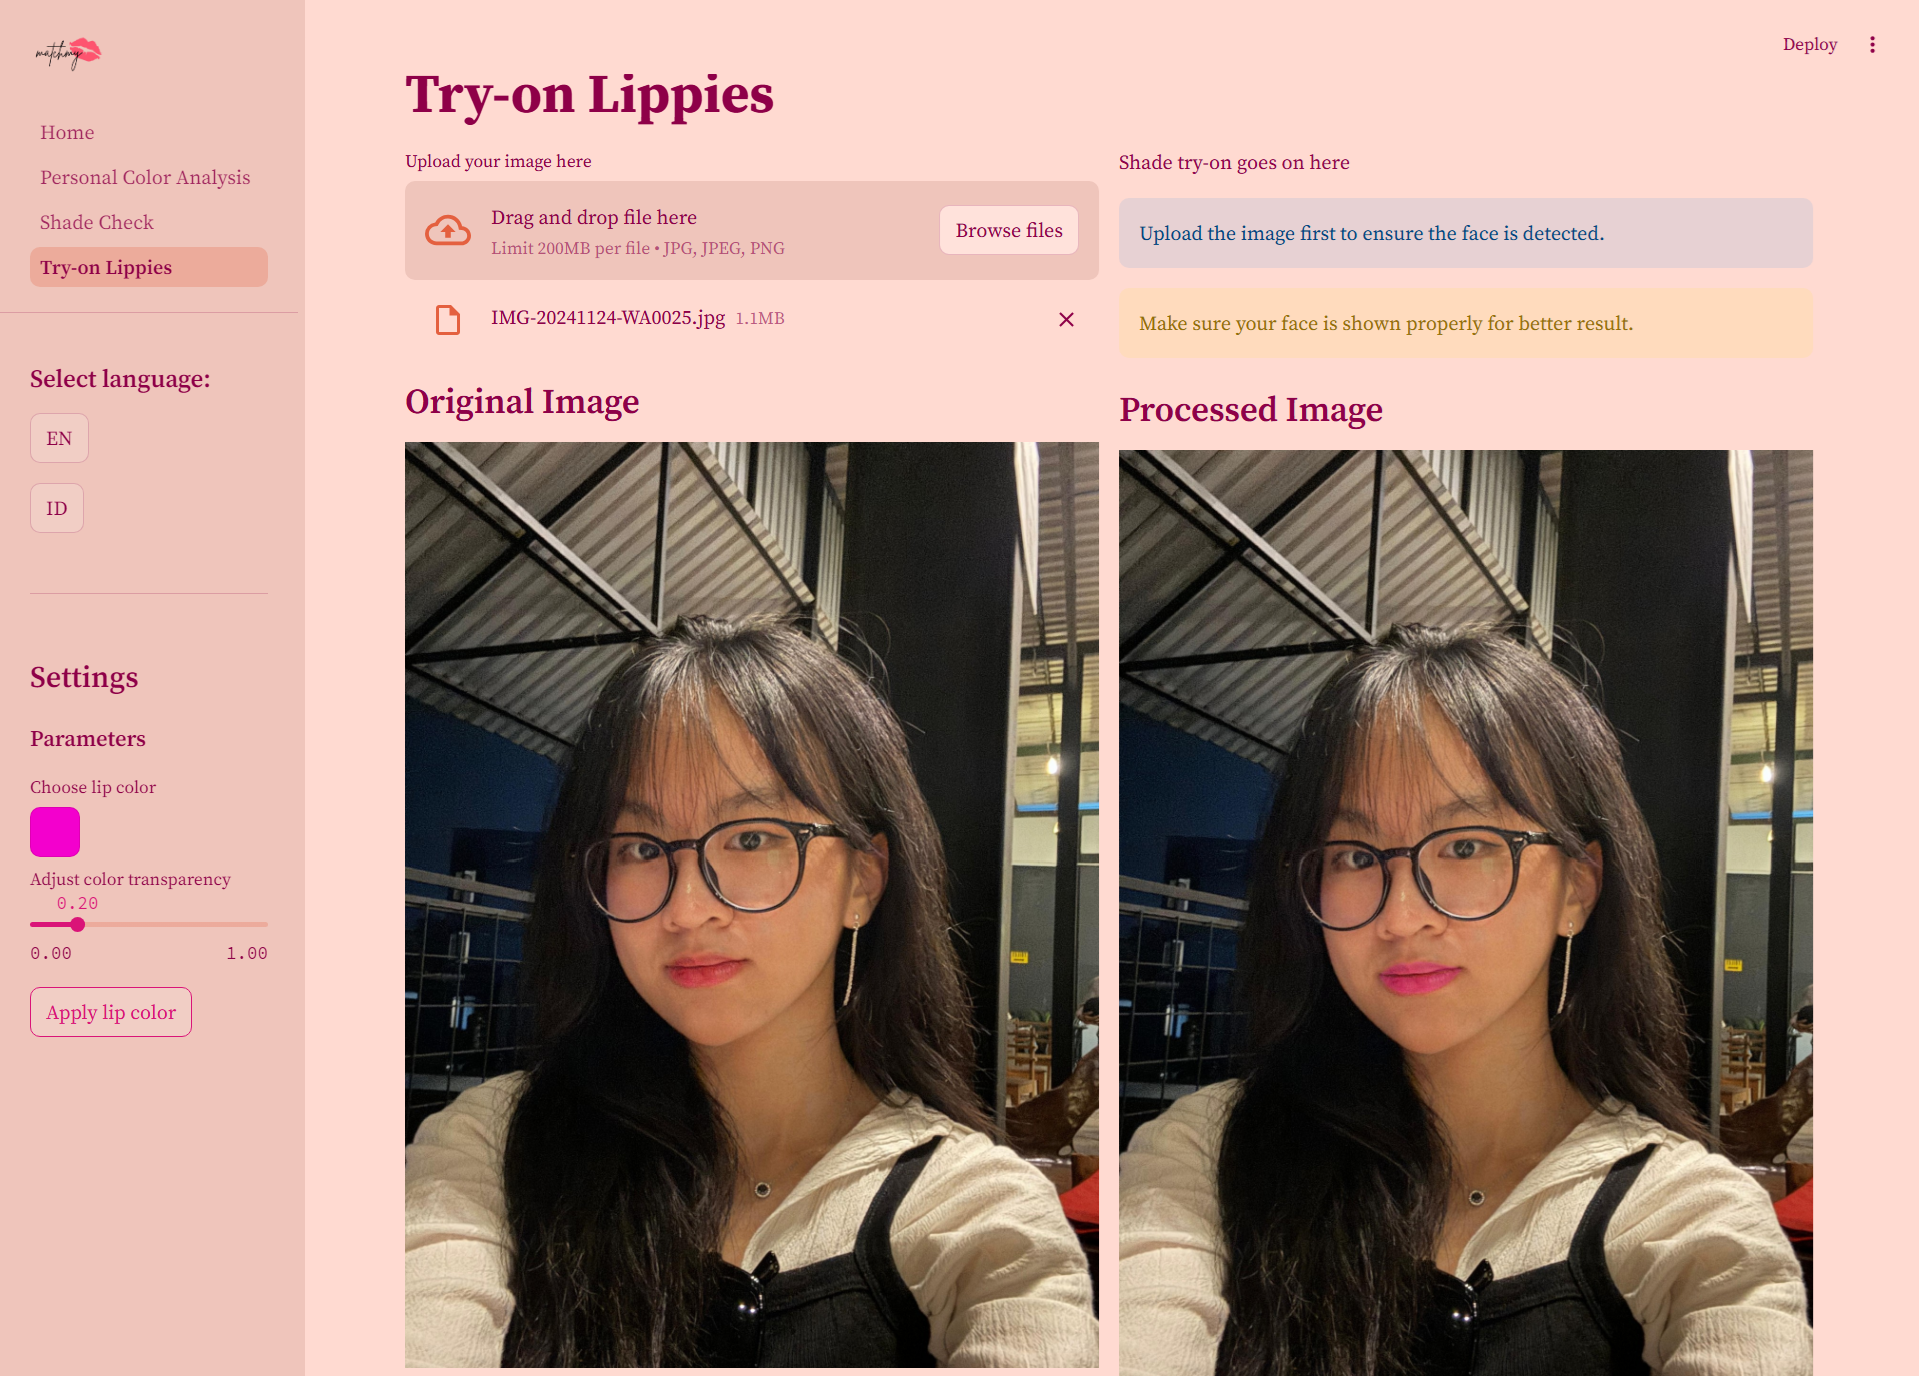 matchmy
Home
Personal Color Analysis
Shade Check
Try-on Lippies
Select language:
EN
ID
Settings
Parameters
Choose lip color
Adjust color transparency
0.20
0.00 1.00
Apply lip color
Deploy
Try-on Lippies
Upload your image here
Drag and drop file here
Limit 200MB per file • JPG, JPEG, PNG
Browse files
IMG-20241124-WA0025.jpg 1.1MB
Original Image
Shade try-on goes on here
Upload the image first to ensure the face is detected.
Make sure your face is shown properly for better result.
Processed Image